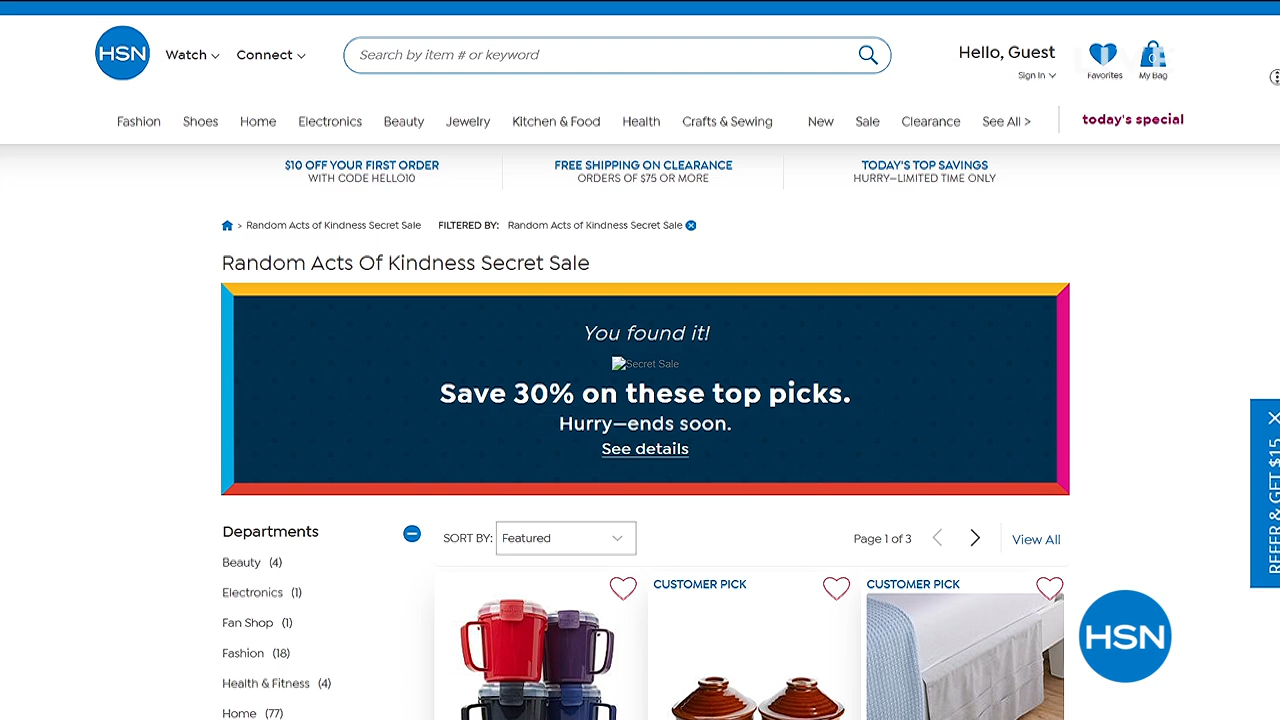 HSN
Watch
Connect
Search by item # or keyword
Hello, Guest
Sign In
LIVE
Favorites
0
My Bag
Fashion Shoes Home Electronics Beauty Jewelry Kitchen & Food Health Crafts & Sewing New Sale Clearance See All > today's special
$10 OFF YOUR FIRST ORDER
WITH CODE HELLO10
FREE SHIPPING ON CLEARANCE
ORDERS OF $75 OR MORE
TODAY'S TOP SAVINGS
HURRY—LIMITED TIME ONLY
> Random Acts of Kindness Secret Sale FILTERED BY: Random Acts of Kindness Secret Sale
Random Acts Of Kindness Secret Sale
You found it!
Secret Sale
Save 30% on these top picks.
Hurry—ends soon.
See details
REFER & GET $15
Departments
SORT BY: Featured
Page 1 of 3
View All
Beauty (4)
Electronics (1)
Fan Shop (1)
Fashion (18)
Health & Fitness (4)
Home (77)
CUSTOMER PICK
CUSTOMER PICK
HSN